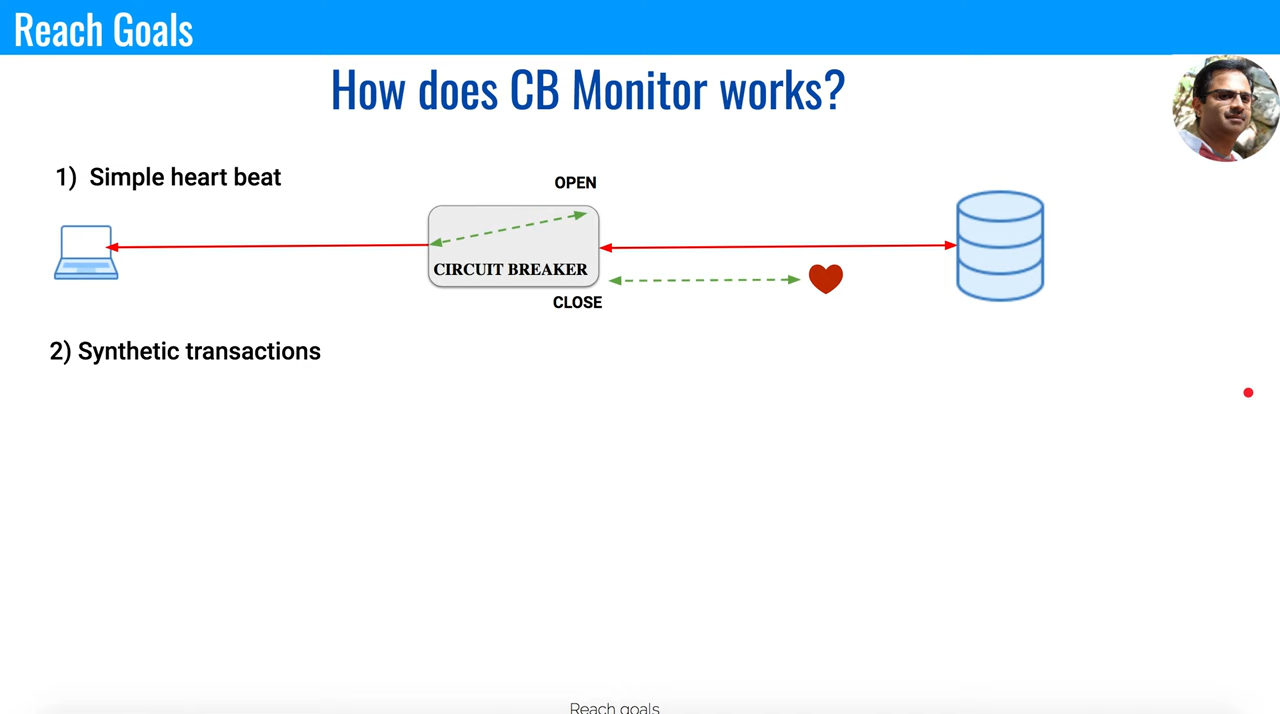 Reach Goals
How does CB Monitor works?
1) Simple heart beat
OPEN
CIRCUIT BREAKER
CLOSE
2) Synthetic transactions
Reach goals